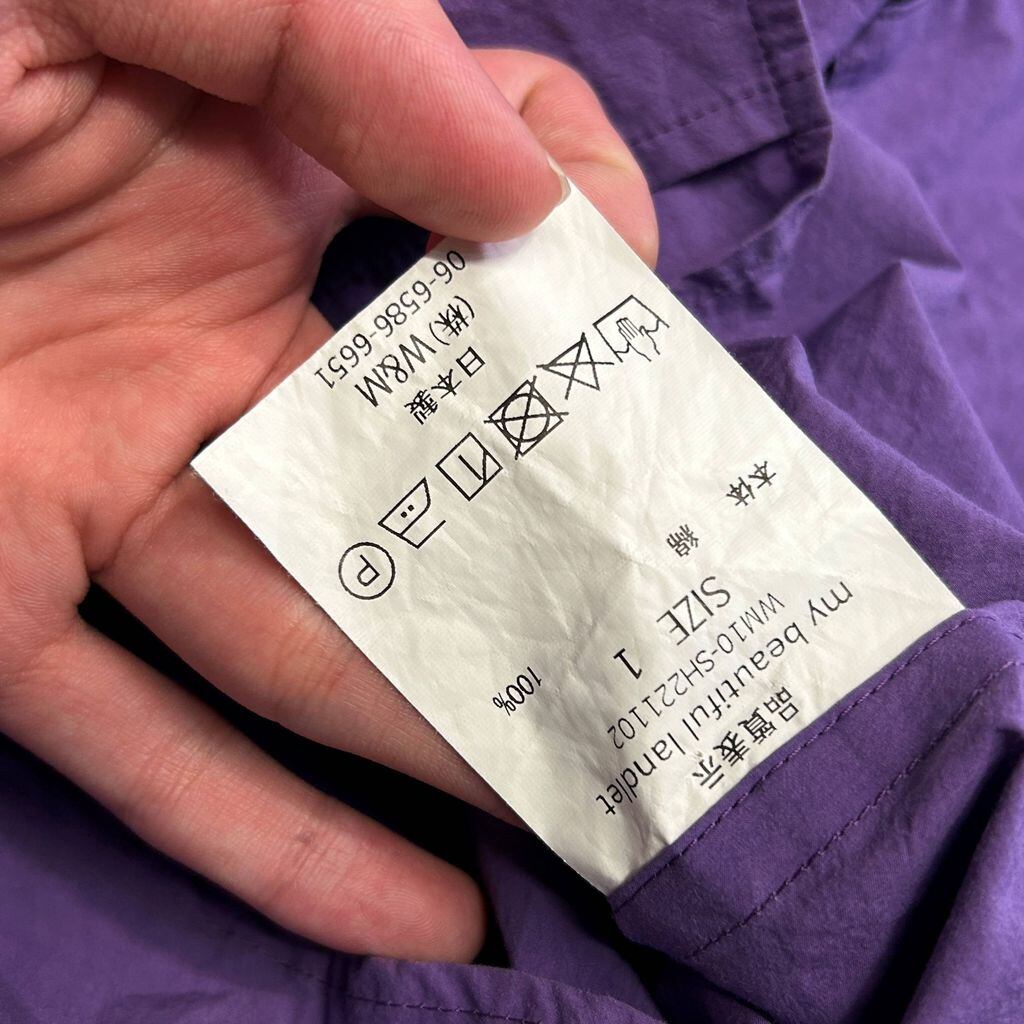 品質表示
my beautiful landlet
WM10-SH221102
SIZE 1
本体 綿 100%
P
日本製
(株) W&M
06-6586-6651